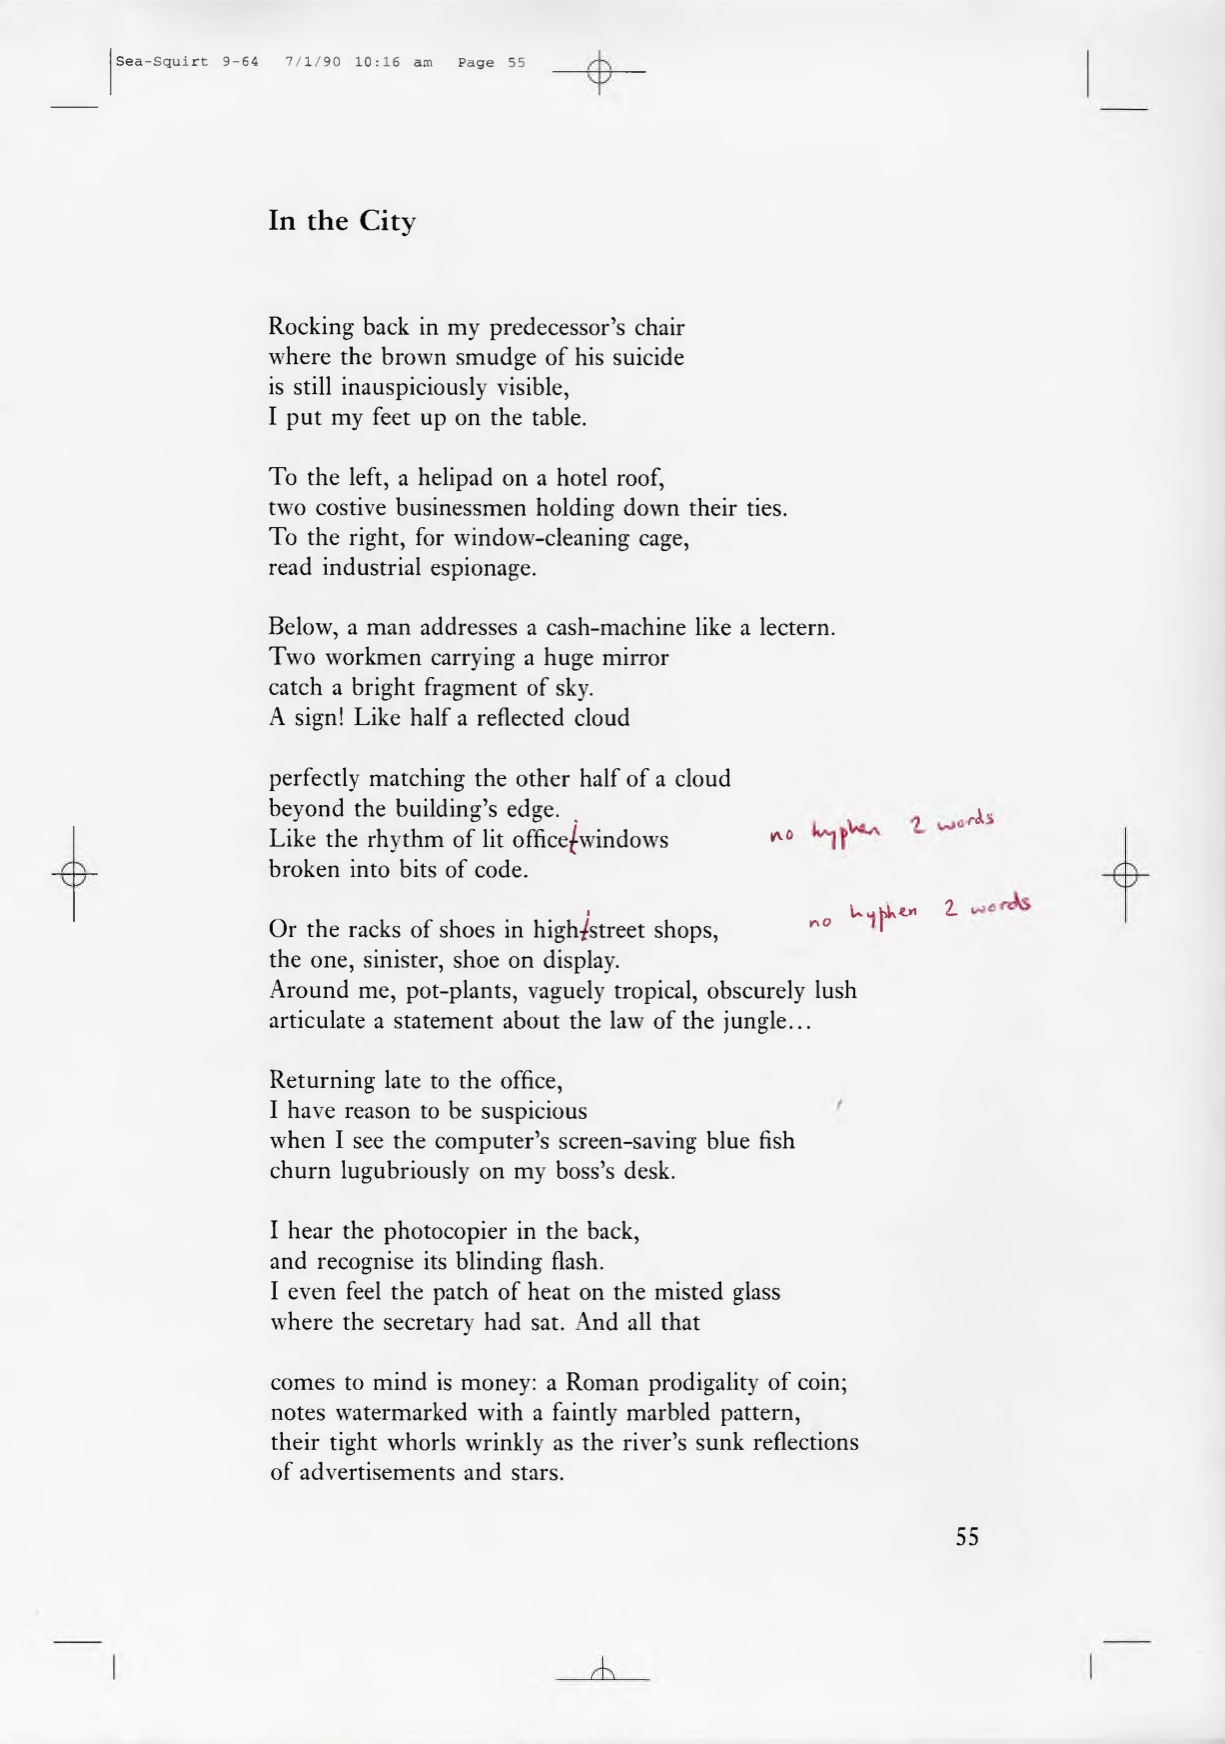 Sea-Squirt 9-64 7/1/90 10:16 am Page 55
In the City
Rocking back in my predecessor's chair
where the brown smudge of his suicide
is still inauspiciously visible,
I put my feet up on the table.
To the left, a helipad on a hotel roof,
two costive businessmen holding down their ties.
To the right, for window-cleaning cage,
read industrial espionage.
Below, a man addresses a cash-machine like a lectern.
Two workmen carrying a huge mirror
catch a bright fragment of sky.
A sign! Like half a reflected cloud
perfectly matching the other half of a cloud
beyond the building's edge.
Like the rhythm of lit office-windows no hyphen 2 words
broken into bits of code.
Or the racks of shoes in high-street shops, no hyphen 2 words
the one, sinister, shoe on display.
Around me, pot-plants, vaguely tropical, obscurely lush
articulate a statement about the law of the jungle...
Returning late to the office,
I have reason to be suspicious
when I see the computer's screen-saving blue fish
churn lugubriously on my boss's desk.
I hear the photocopier in the back,
and recognise its blinding flash.
I even feel the patch of heat on the misted glass
where the secretary had sat. And all that
comes to mind is money: a Roman prodigality of coin;
notes watermarked with a faintly marbled pattern,
their tight whorls wrinkly as the river's sunk reflections
of advertisements and stars.
55